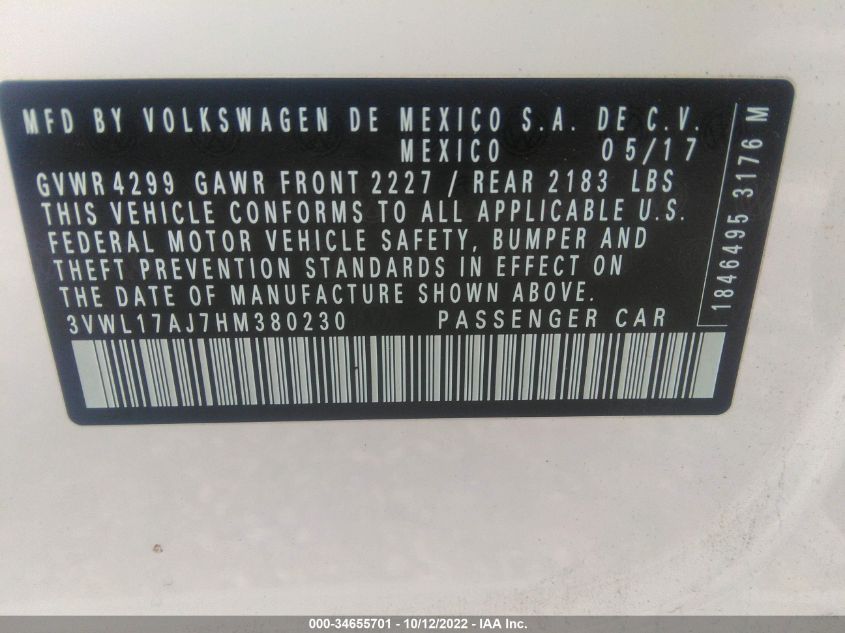 MFD BY VOLKSWAGEN DE MEXICO S.A. DE C.V.
MEXICO 05/17
GVWR 4299 GAWR FRONT 2227 / REAR 2183 LBS
THIS VEHICLE CONFORMS TO ALL APPLICABLE U.S.
FEDERAL MOTOR VEHICLE SAFETY, BUMPER AND
THEFT PREVENTION STANDARDS IN EFFECT ON
THE DATE OF MANUFACTURE SHOWN ABOVE.
3VWL17AJ7HM380230 PASSENGER CAR
1846495 3176 M
000-34655701 - 10/12/2022 - IAA Inc.